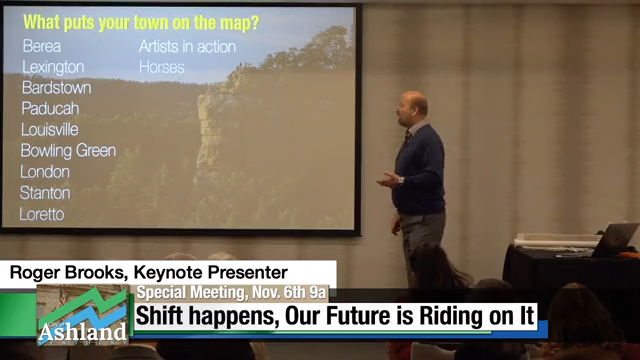 What puts your town on the map?
Berea Artists in action
Lexington Horses
Bardstown
Paducah
Louisville
Bowling Green
London
Stanton
Loretto
Roger Brooks, Keynote Presenter
Special Meeting, Nov. 6th 9a
Shift happens, Our Future is Riding on It
Ashland